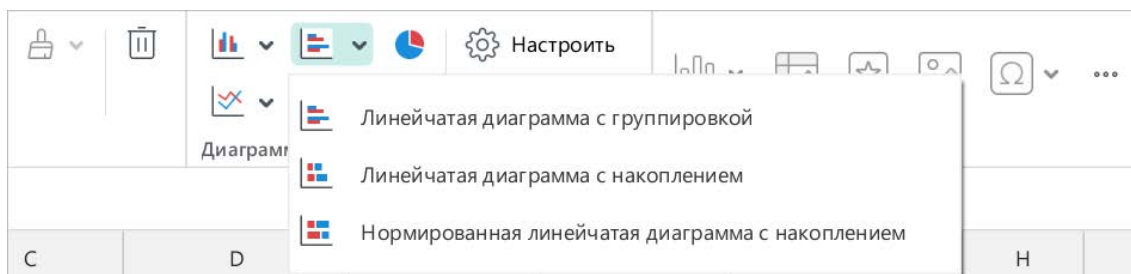 Настроить
Диаграмм
Линейчатая диаграмма с группировкой
Линейчатая диаграмма с накоплением
Нормированная линейчатая диаграмма с накоплением
C D H